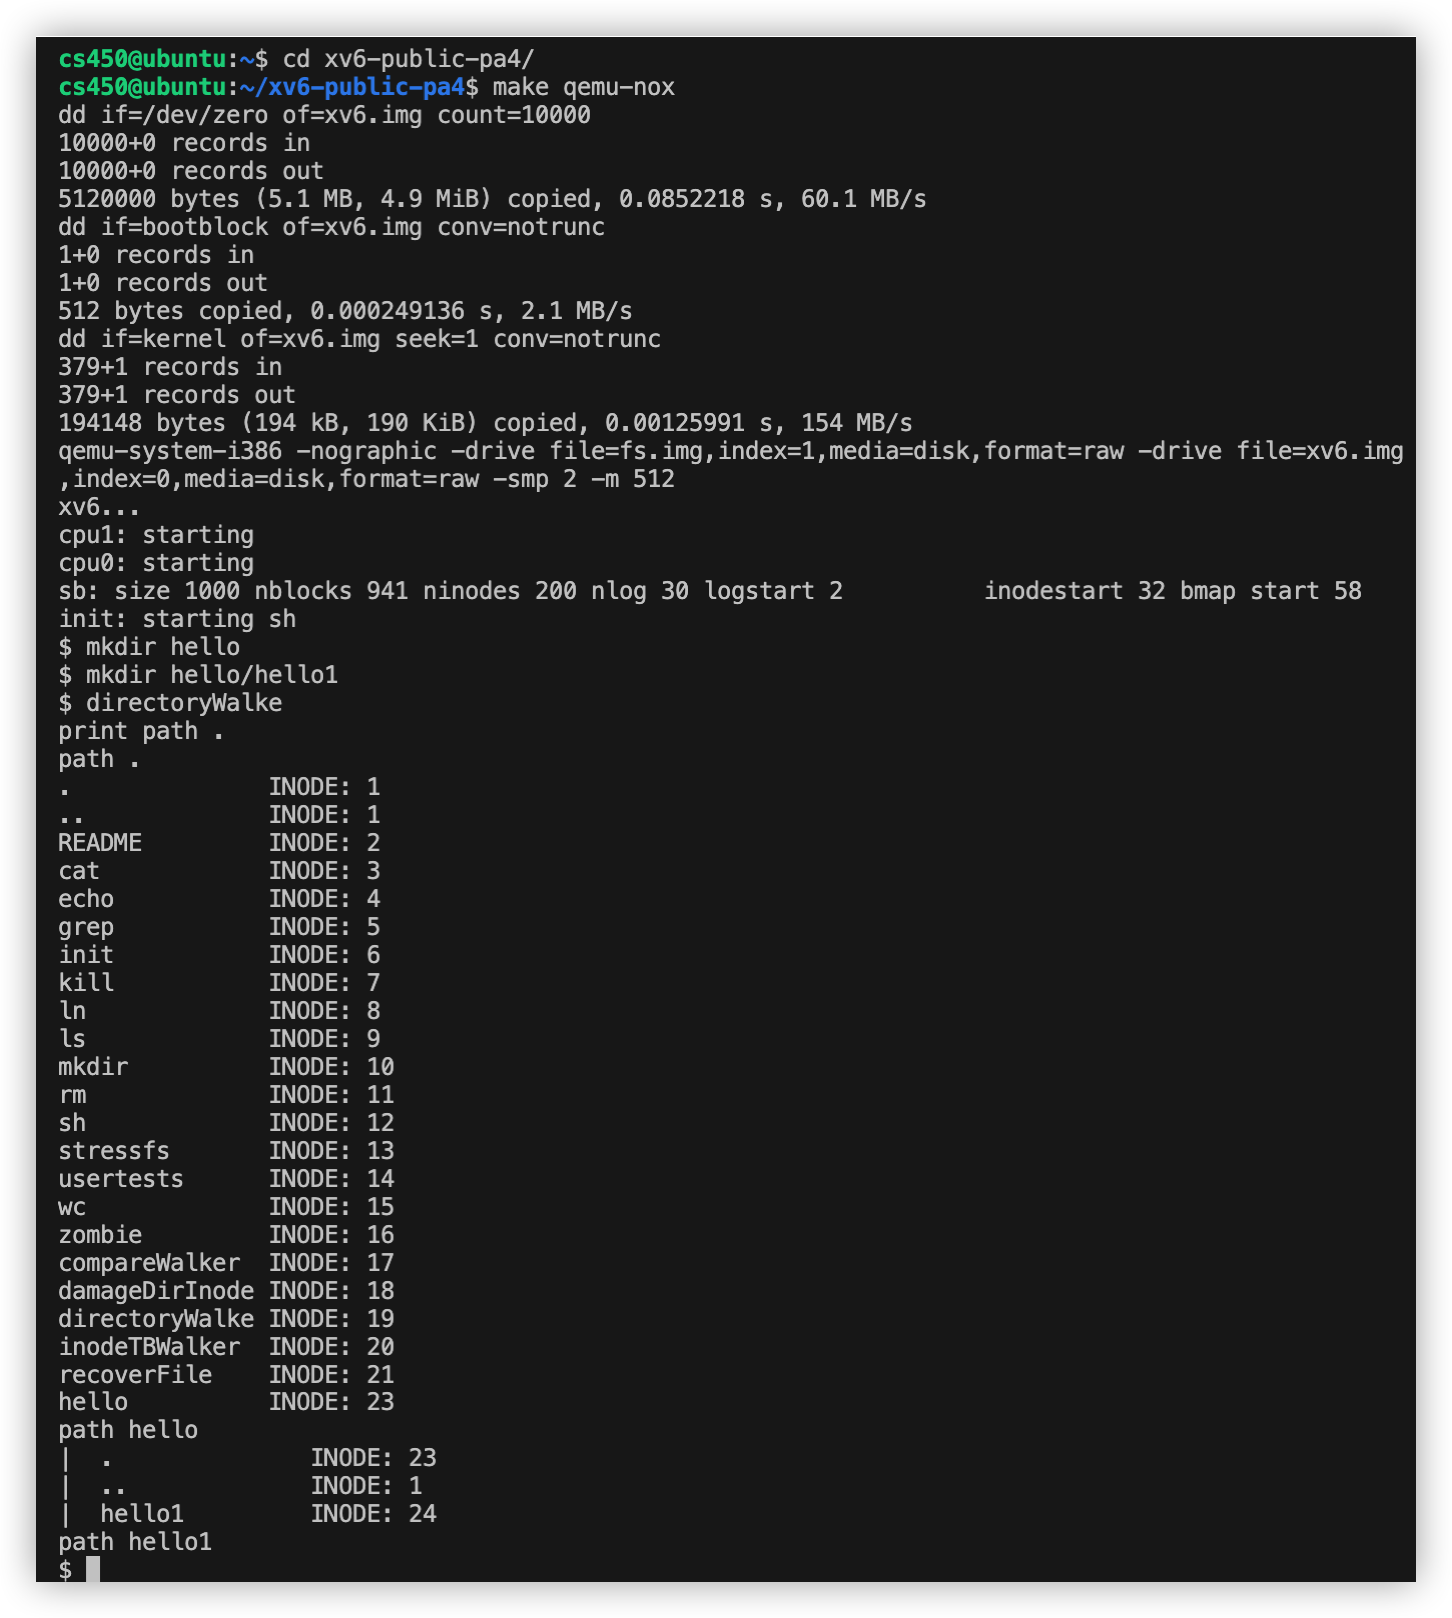 cs450@ubuntu:~$ cd xv6-public-pa4/
cs450@ubuntu:~/xv6-public-pa4$ make qemu-nox
dd if=/dev/zero of=xv6.img count=10000
10000+0 records in
10000+0 records out
5120000 bytes (5.1 MB, 4.9 MiB) copied, 0.0852218 s, 60.1 MB/s
dd if=bootblock of=xv6.img conv=notrunc
1+0 records in
1+0 records out
512 bytes copied, 0.000249136 s, 2.1 MB/s
dd if=kernel of=xv6.img seek=1 conv=notrunc
379+1 records in
379+1 records out
194148 bytes (194 kB, 190 KiB) copied, 0.00125991 s, 154 MB/s
qemu-system-i386 -nographic -drive file=fs.img,index=1,media=disk,format=raw -drive file=xv6.img
,index=0,media=disk,format=raw -smp 2 -m 512
xv6...
cpu1: starting
cpu0: starting
sb: size 1000 nblocks 941 ninodes 200 nlog 30 logstart 2          inodestart 32 bmap start 58
init: starting sh
$ mkdir hello
$ mkdir hello/hello1
$ directoryWalke
print path .
path .
.              INODE: 1
..             INODE: 1
README         INODE: 2
cat            INODE: 3
echo           INODE: 4
grep           INODE: 5
init           INODE: 6
kill           INODE: 7
ln             INODE: 8
ls             INODE: 9
mkdir          INODE: 10
rm             INODE: 11
sh             INODE: 12
stressfs       INODE: 13
usertests      INODE: 14
wc             INODE: 15
zombie         INODE: 16
compareWalker  INODE: 17
damageDirInode INODE: 18
directoryWalke INODE: 19
inodeTBWalker  INODE: 20
recoverFile    INODE: 21
hello          INODE: 23
path hello
|  .              INODE: 23
|  ..             INODE: 1
|  hello1         INODE: 24
path hello1
$